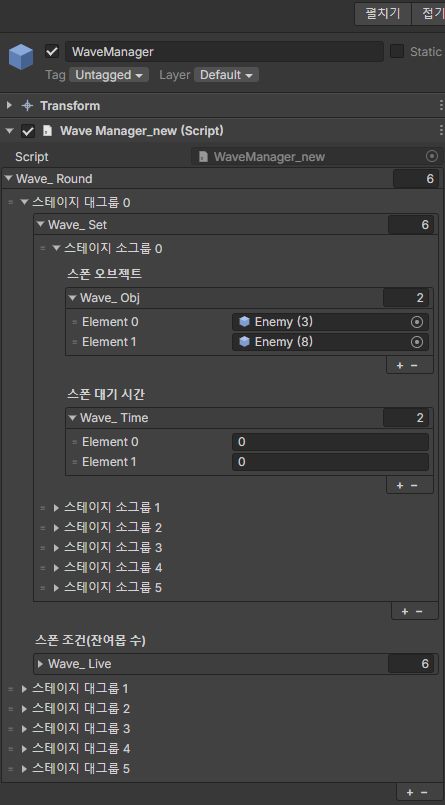 펼치기 접기
WaveManager Static
Tag Untagged Layer Default
Transform
Wave Manager_new (Script)
Script WaveManager_new
Wave_ Round 6
스테이지 대그룹 0
Wave_ Set 6
스테이지 소그룹 0
스폰 오브젝트
Wave_ Obj 2
Element 0 Enemy (3)
Element 1 Enemy (8)
+ −
스폰 대기 시간
Wave_ Time 2
Element 0 0
Element 1 0
+ −
스테이지 소그룹 1
스테이지 소그룹 2
스테이지 소그룹 3
스테이지 소그룹 4
스테이지 소그룹 5
+ −
스폰 조건(잔여몹 수)
Wave_ Live 6
스테이지 대그룹 1
스테이지 대그룹 2
스테이지 대그룹 3
스테이지 대그룹 4
스테이지 대그룹 5
+ −